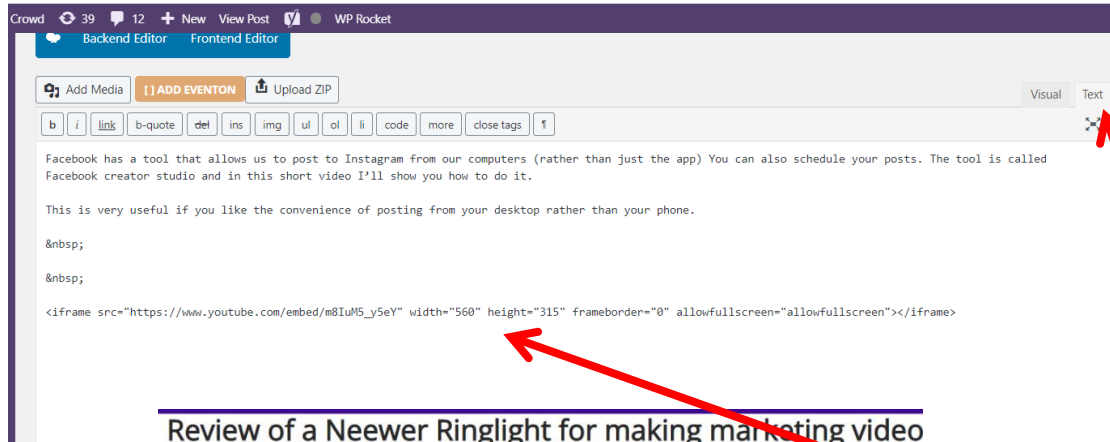 Crowd 39 12 + New View Post WP Rocket
Backend Editor Frontend Editor
Add Media [ ] ADD EVENTON Upload ZIP
Visual Text
b i link b-quote del ins img ul ol li code more close tags ¶
Facebook has a tool that allows us to post to Instagram from our computers (rather than just the app) You can also schedule your posts. The tool is called
Facebook creator studio and in this short video I'll show you how to do it.
This is very useful if you like the convenience of posting from your desktop rather than your phone.
&nbsp;
&nbsp;
<iframe src="https://www.youtube.com/embed/m8IuM5_y5eY" width="560" height="315" frameborder="0" allowfullscreen="allowfullscreen"></iframe>
Review of a Neewer Ringlight for making marketing video